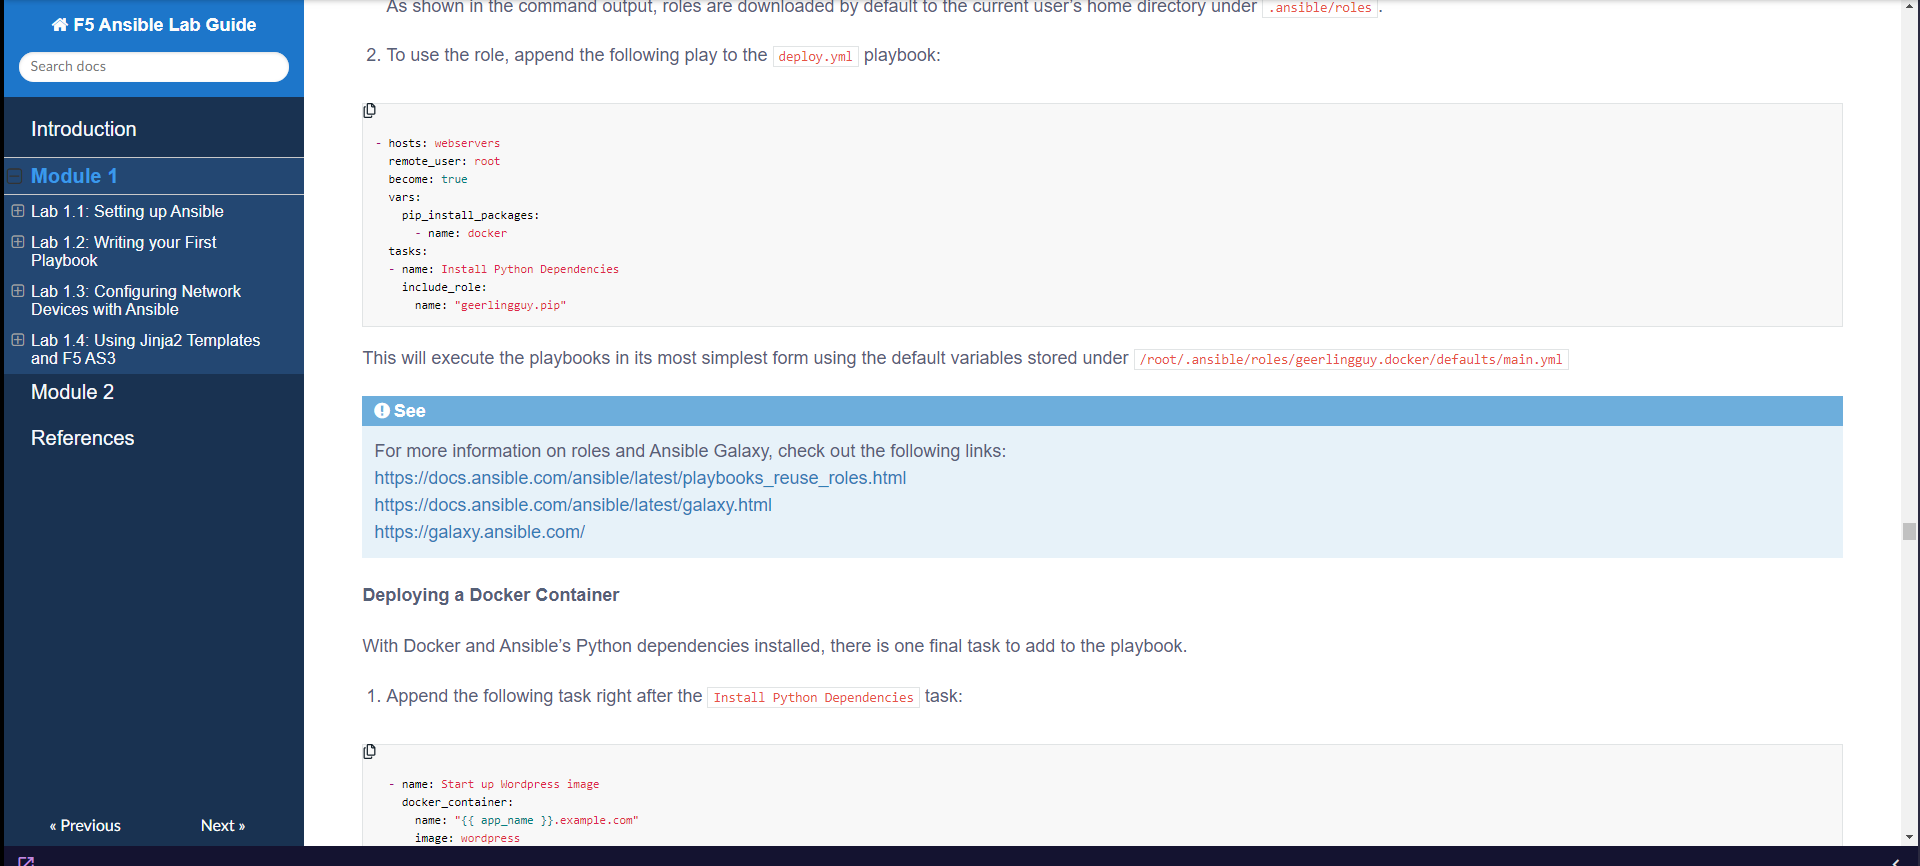 F5 Ansible Lab Guide
Search docs
Introduction
Module 1
Lab 1.1: Setting up Ansible
Lab 1.2: Writing your First
Playbook
Lab 1.3: Configuring Network
Devices with Ansible
Lab 1.4: Using Jinja2 Templates
and F5 AS3
Module 2
References
« Previous
Next »
As shown in the command output, roles are downloaded by default to the current user's home directory under .ansible/roles.
2. To use the role, append the following play to the deploy.yml playbook:
- hosts: webservers
  remote_user: root
  become: true
  vars:
    pip_install_packages:
      - name: docker
  tasks:
  - name: Install Python Dependencies
    include_role:
      name: "geerlingguy.pip"
This will execute the playbooks in its most simplest form using the default variables stored under /root/.ansible/roles/geerlingguy.docker/defaults/main.yml
See
For more information on roles and Ansible Galaxy, check out the following links:
https://docs.ansible.com/ansible/latest/playbooks_reuse_roles.html
https://docs.ansible.com/ansible/latest/galaxy.html
https://galaxy.ansible.com/
Deploying a Docker Container
With Docker and Ansible's Python dependencies installed, there is one final task to add to the playbook.
1. Append the following task right after the Install Python Dependencies task:
  - name: Start up Wordpress image
    docker_container:
      name: "{{ app_name }}.example.com"
      image: wordpress